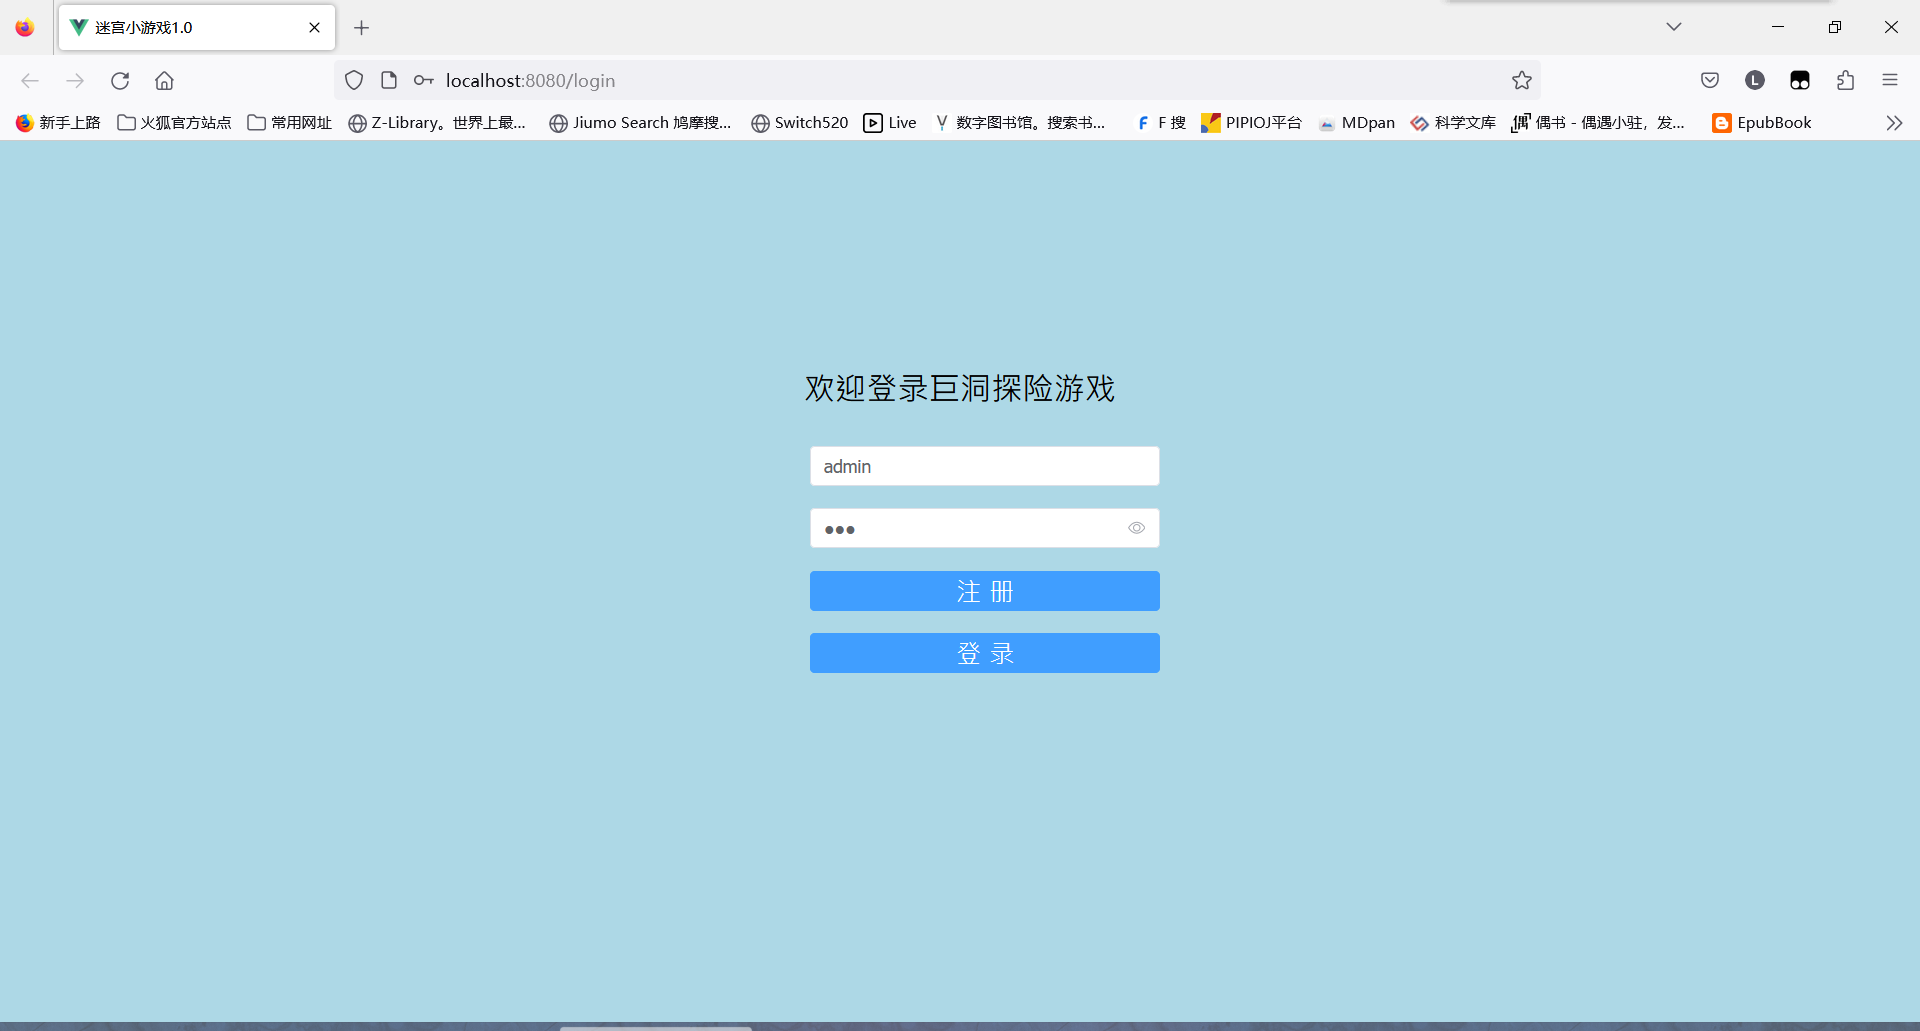 迷宫小游戏1.0
localhost:8080/login
L
新手上路 火狐官方站点 常用网址 Z-Library。世界上最... Jiumo Search 鸠摩搜... Switch520 Live 数字图书馆。搜索书... F 搜 PIPIOJ平台 MDpan 科学文库 偶书 - 偶遇小驻，发... EpubBook
欢迎登录巨洞探险游戏
admin
●●●
注 册
登 录